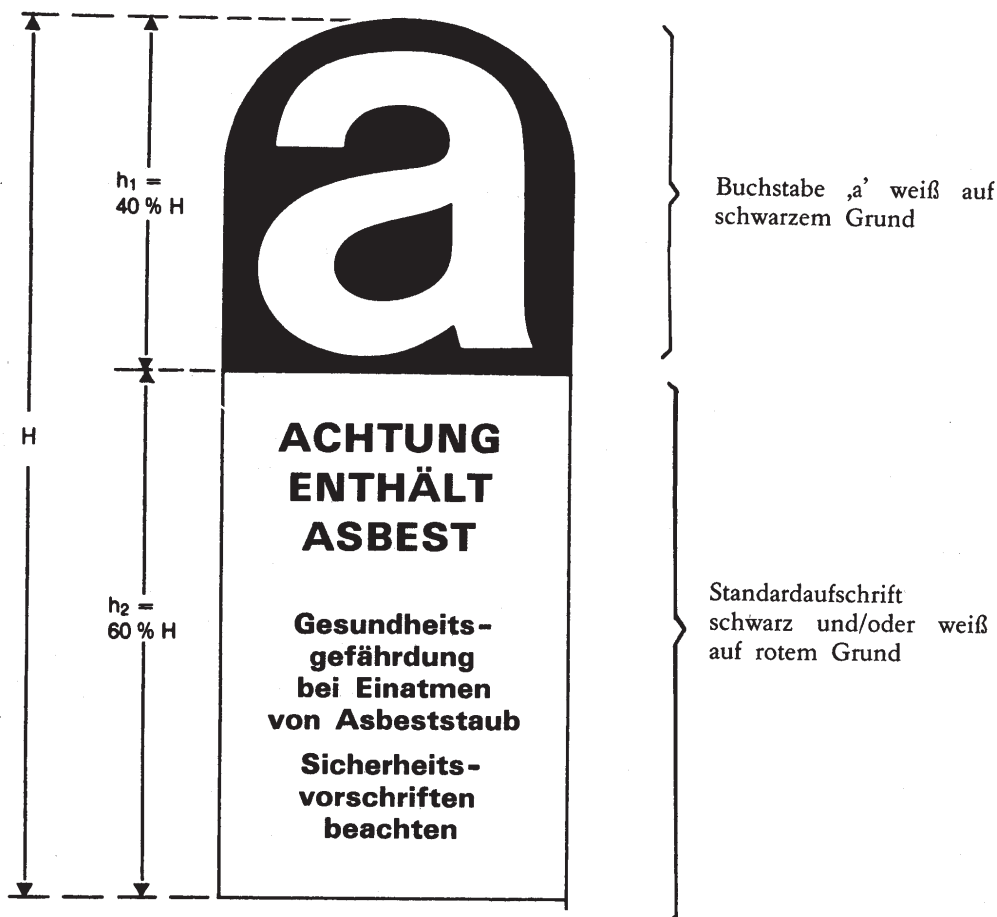 a
h₁ =
40 % H
Buchstabe ‚a’ weiß auf
schwarzem Grund
H
ACHTUNG
ENTHÄLT
ASBEST
h₂ =
60 % H
Gesundheits-
gefährdung
bei Einatmen
von Asbeststaub
Sicherheits-
vorschriften
beachten
Standardaufschrift
schwarz und/oder weiß
auf rotem Grund